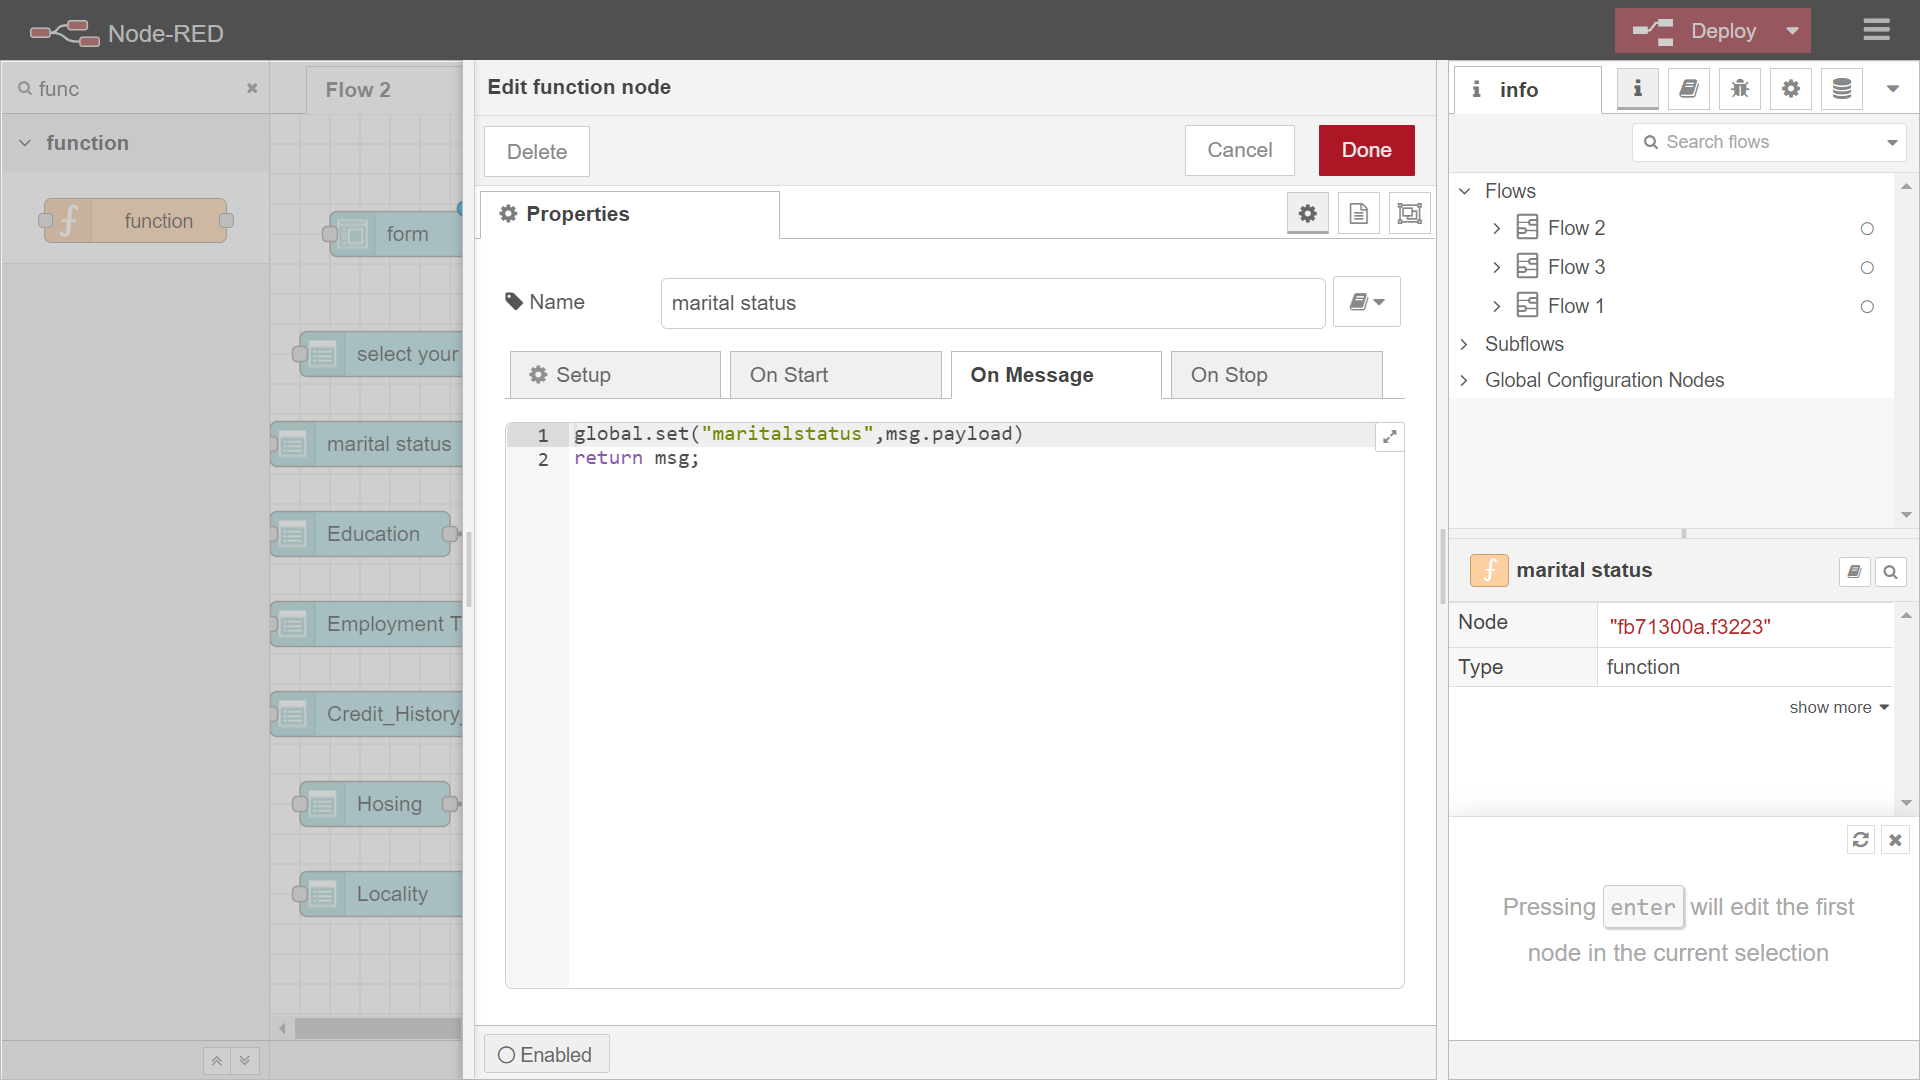 Node-RED
Deploy
func
function
function
Flow 2
form
select your
marital status
Education
Employment T
Credit_History_
Hosing
Locality
Edit function node
Delete
Cancel
Done
Properties
Name
marital status
Setup
On Start
On Message
On Stop
1 global.set("maritalstatus",msg.payload)
2 return msg;
Enabled
i info
i
Search flows
Flows
Flow 2
Flow 3
Flow 1
Subflows
Global Configuration Nodes
marital status
Node "fb71300a.f3223"
Type function
show more
Pressing enter will edit the first
node in the current selection